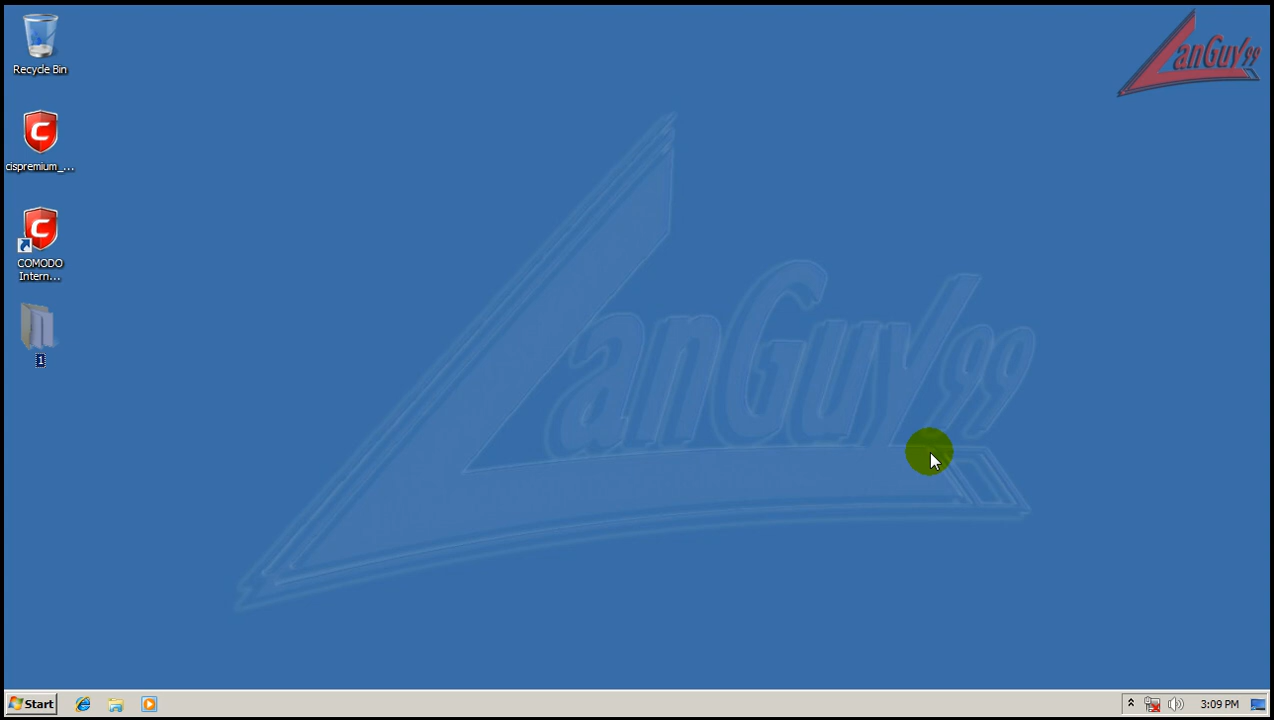 Recycle Bin
cispremium_...
COMODO
Intern...
1
LanGuy99
LanGuy99
Start
3:09 PM